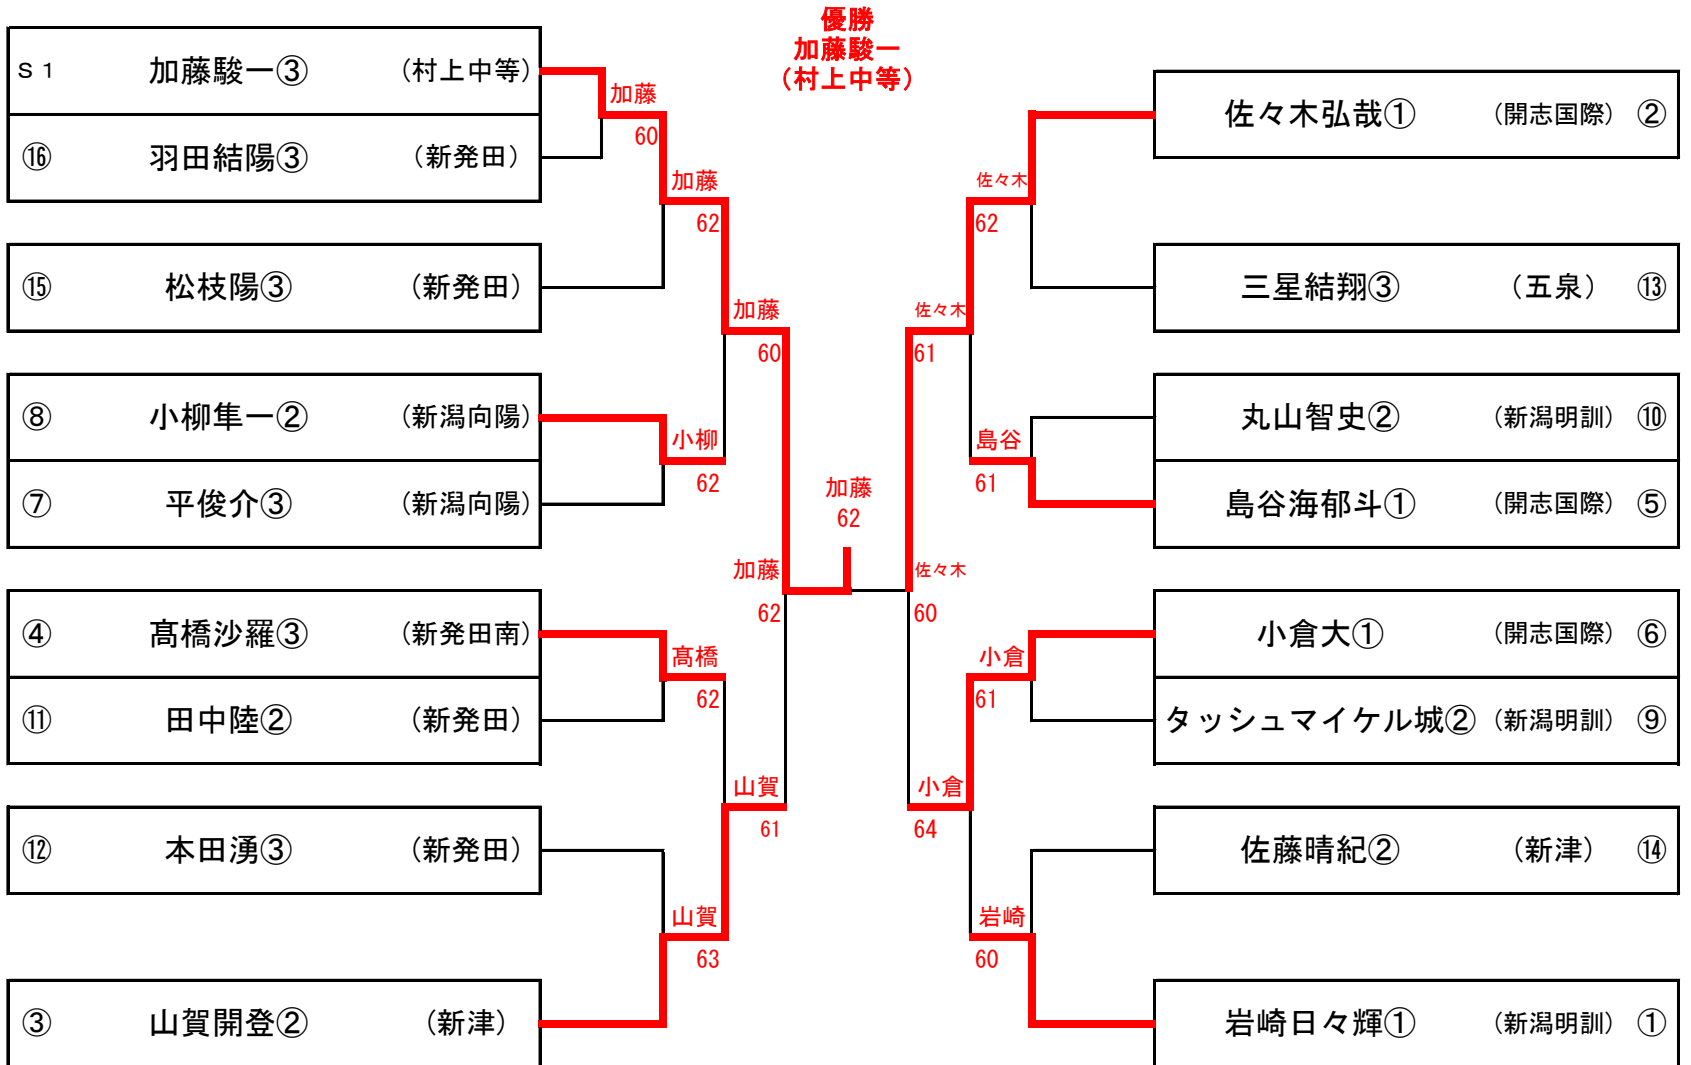 優勝
加藤駿一
（村上中等）
Ｓ１ 加藤駿一③ （村上中等）
⑯ 羽田結陽③ （新発田）
⑮ 松枝陽③ （新発田）
⑧ 小柳隼一② （新潟向陽）
⑦ 平俊介③ （新潟向陽）
④ 髙橋沙羅③ （新発田南）
⑪ 田中陸② （新発田）
⑫ 本田湧③ （新発田）
③ 山賀開登② （新津）
加藤
60
加藤
62
加藤
60
小柳
62
加藤
62
髙橋
62
山賀
61
山賀
63
加藤
62
佐々木
62
佐々木
61
島谷
61
佐々木
60
小倉
61
小倉
64
岩崎
60
佐々木弘哉① （開志国際） ②
三星結翔③ （五泉） ⑬
丸山智史② （新潟明訓） ⑩
島谷海郁斗① （開志国際） ⑤
小倉大① （開志国際） ⑥
タッシュマイケル城② （新潟明訓） ⑨
佐藤晴紀② （新津） ⑭
岩崎日々輝① （新潟明訓） ①